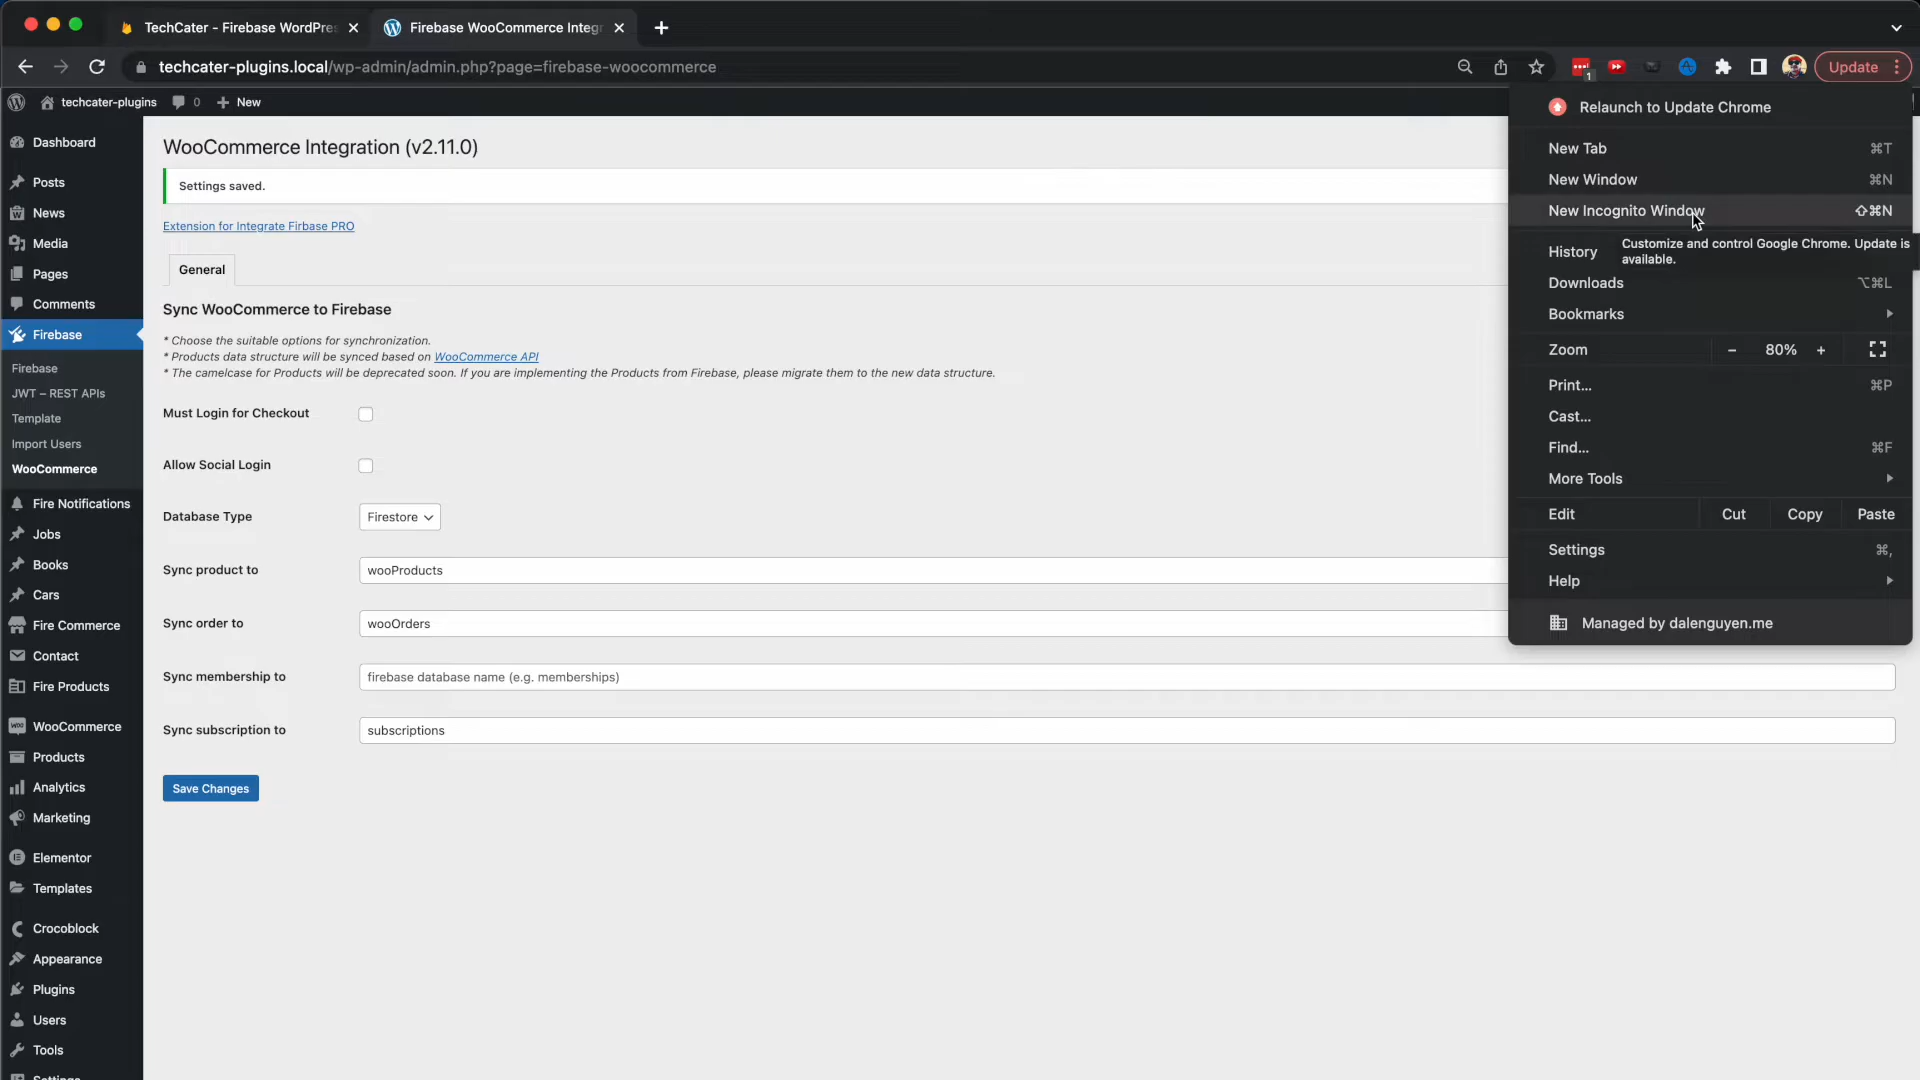 TechCater - Firebase WordPre
Firebase WooCommerce Integ
techcater-plugins.local/wp-admin/admin.php?page=firebase-woocommerce
1
Update
techcater-plugins
0
New
Dashboard
Posts
News
Media
Pages
Comments
Firebase
Firebase
JWT – REST APIs
Template
Import Users
WooCommerce
Fire Notifications
Jobs
Books
Cars
Fire Commerce
Contact
Fire Products
WooCommerce
Products
Analytics
Marketing
Elementor
Templates
Crocoblock
Appearance
Plugins
Users
Tools
WooCommerce Integration (v2.11.0)
Settings saved.
Extension for Integrate Firbase PRO
General
Sync WooCommerce to Firebase
* Choose the suitable options for synchronization.
* Products data structure will be synced based on WooCommerce API
* The camelcase for Products will be deprecated soon. If you are implementing the Products from Firebase, please migrate them to the new data structure.
Must Login for Checkout
Allow Social Login
Database Type
Firestore
Sync product to
wooProducts
Sync order to
wooOrders
Sync membership to
firebase database name (e.g. memberships)
Sync subscription to
subscriptions
Save Changes
Relaunch to Update Chrome
New Tab ⌘T
New Window ⌘N
New Incognito Window ⇧⌘N
History
Customize and control Google Chrome. Update is
available.
Downloads ⌥⌘L
Bookmarks
Zoom − 80% +
Print... ⌘P
Cast...
Find... ⌘F
More Tools
Edit Cut Copy Paste
Settings ⌘,
Help
Managed by dalenguyen.me